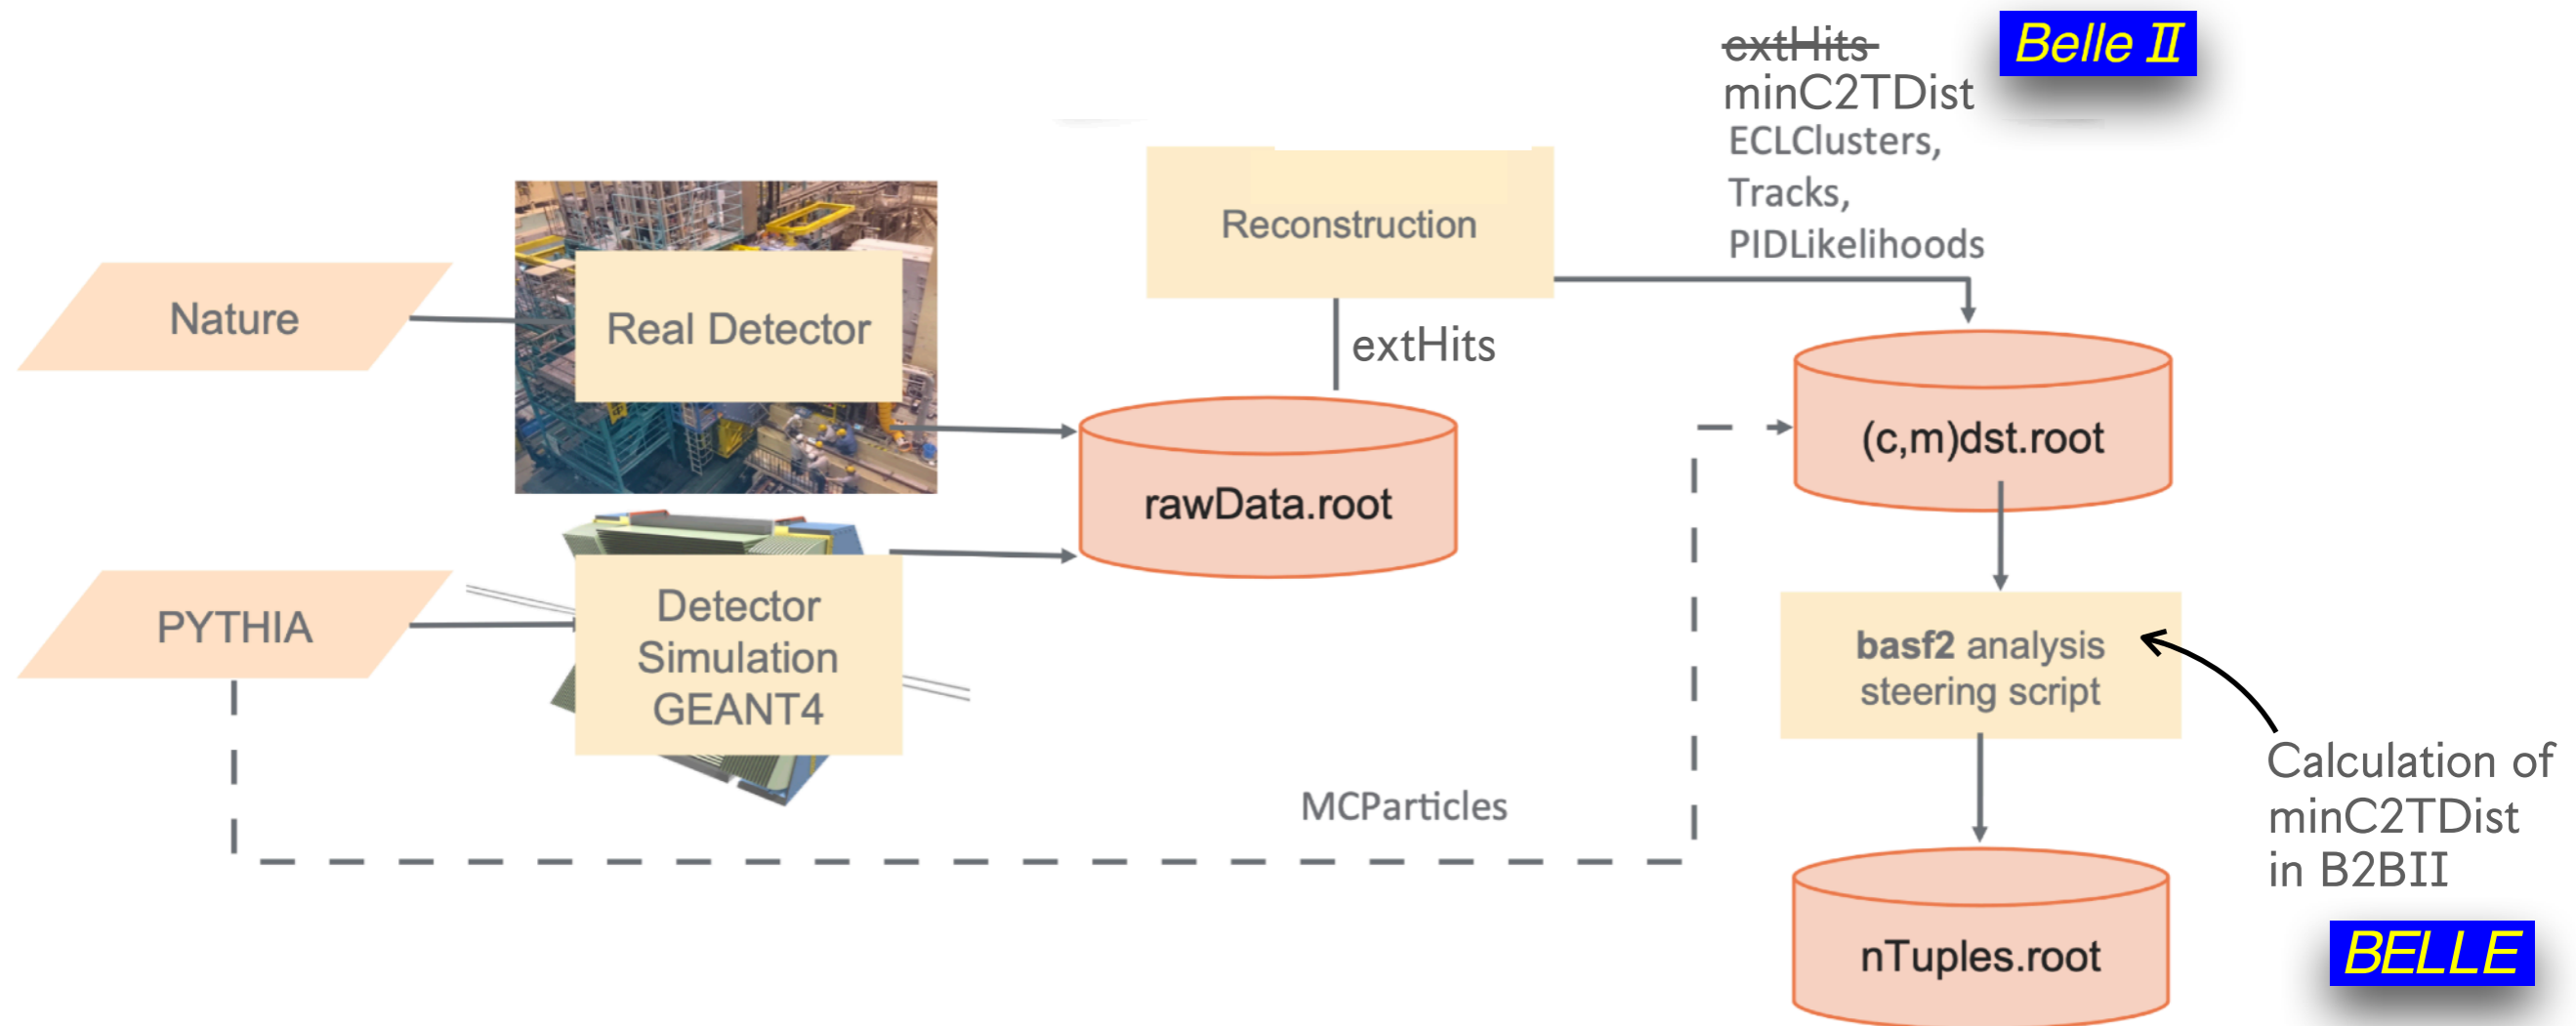 extHits
minC2TDist
ECLClusters,
Tracks,
PIDLikelihoods
Belle II
Reconstruction
Nature
Real Detector
extHits
(c,m)dst.root
rawData.root
PYTHIA
Detector
Simulation
GEANT4
basf2 analysis
steering script
Calculation of
minC2TDist
in B2BII
MCParticles
nTuples.root
BELLE